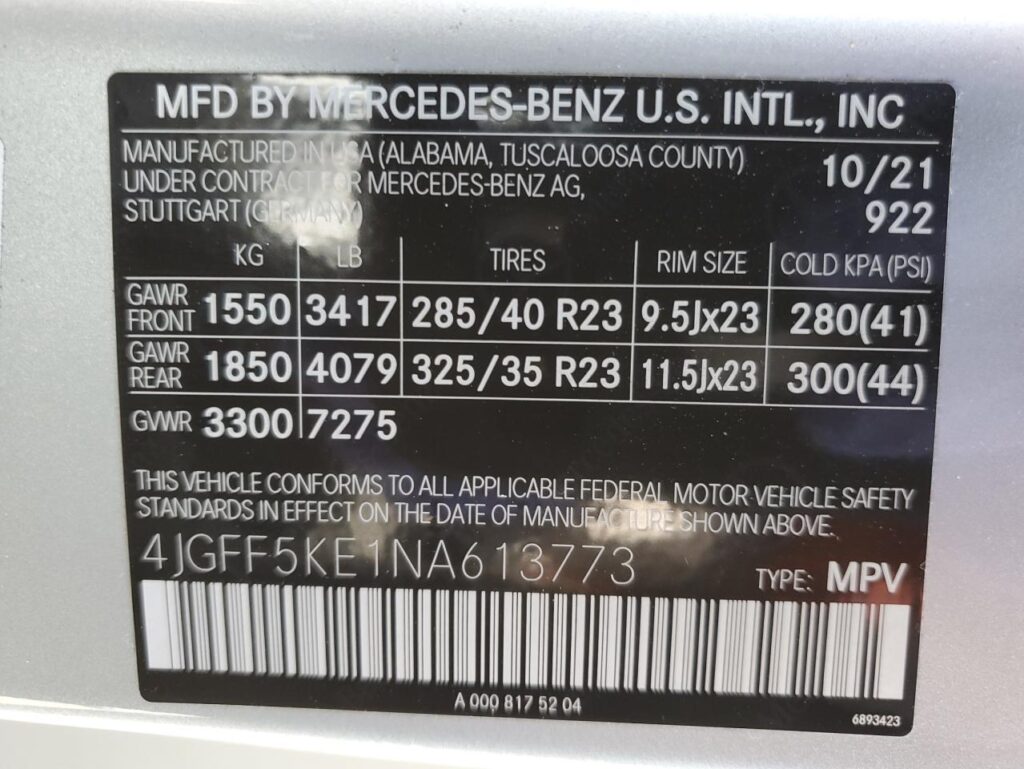 MFD BY MERCEDES-BENZ U.S. INTL., INC
MANUFACTURED IN USA (ALABAMA, TUSCALOOSA COUNTY) 10/21
UNDER CONTRACT FOR MERCEDES-BENZ AG,
STUTTGART (GERMANY) 922
KG LB TIRES RIM SIZE COLD KPA (PSI)
GAWR FRONT 1550 3417 285/40 R23 9.5Jx23 280(41)
GAWR REAR 1850 4079 325/35 R23 11.5Jx23 300(44)
GVWR 3300 7275
THIS VEHICLE CONFORMS TO ALL APPLICABLE FEDERAL MOTOR VEHICLE SAFETY
STANDARDS IN EFFECT ON THE DATE OF MANUFACTURE SHOWN ABOVE.
4JGFF5KE1NA613773 TYPE: MPV
A 000 817 52 04
6893423